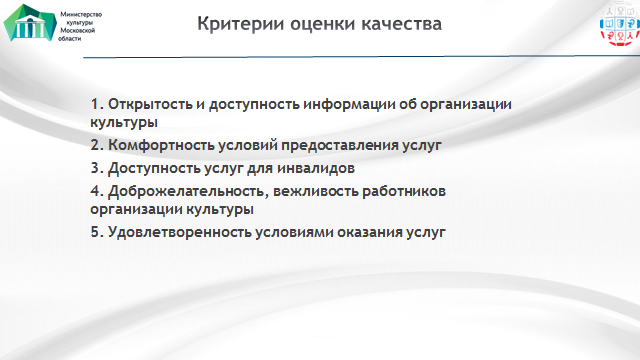 Министерство
культуры
Московской
области
Критерии оценки качества
1. Открытость и доступность информации об организации
культуры
2. Комфортность условий предоставления услуг
3. Доступность услуг для инвалидов
4. Доброжелательность, вежливость работников
организации культуры
5. Удовлетворенность условиями оказания услуг